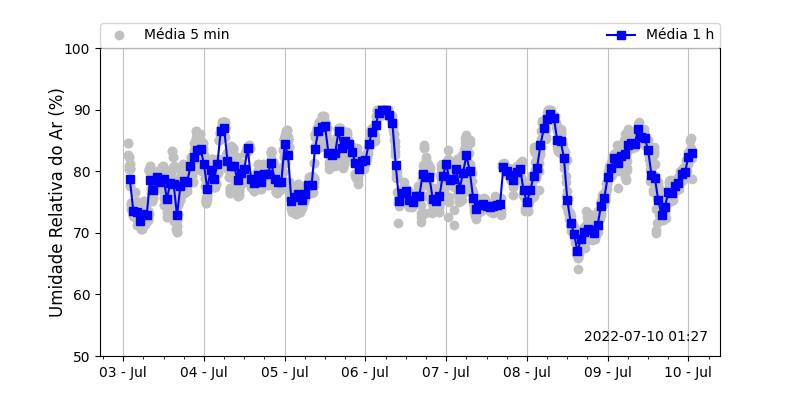 Média 5 min
Média 1 h
100
90
80
70
60
50
Umidade Relativa do Ar (%)
2022-07-10 01:27
03 - Jul
04 - Jul
05 - Jul
06 - Jul
07 - Jul
08 - Jul
09 - Jul
10 - Jul